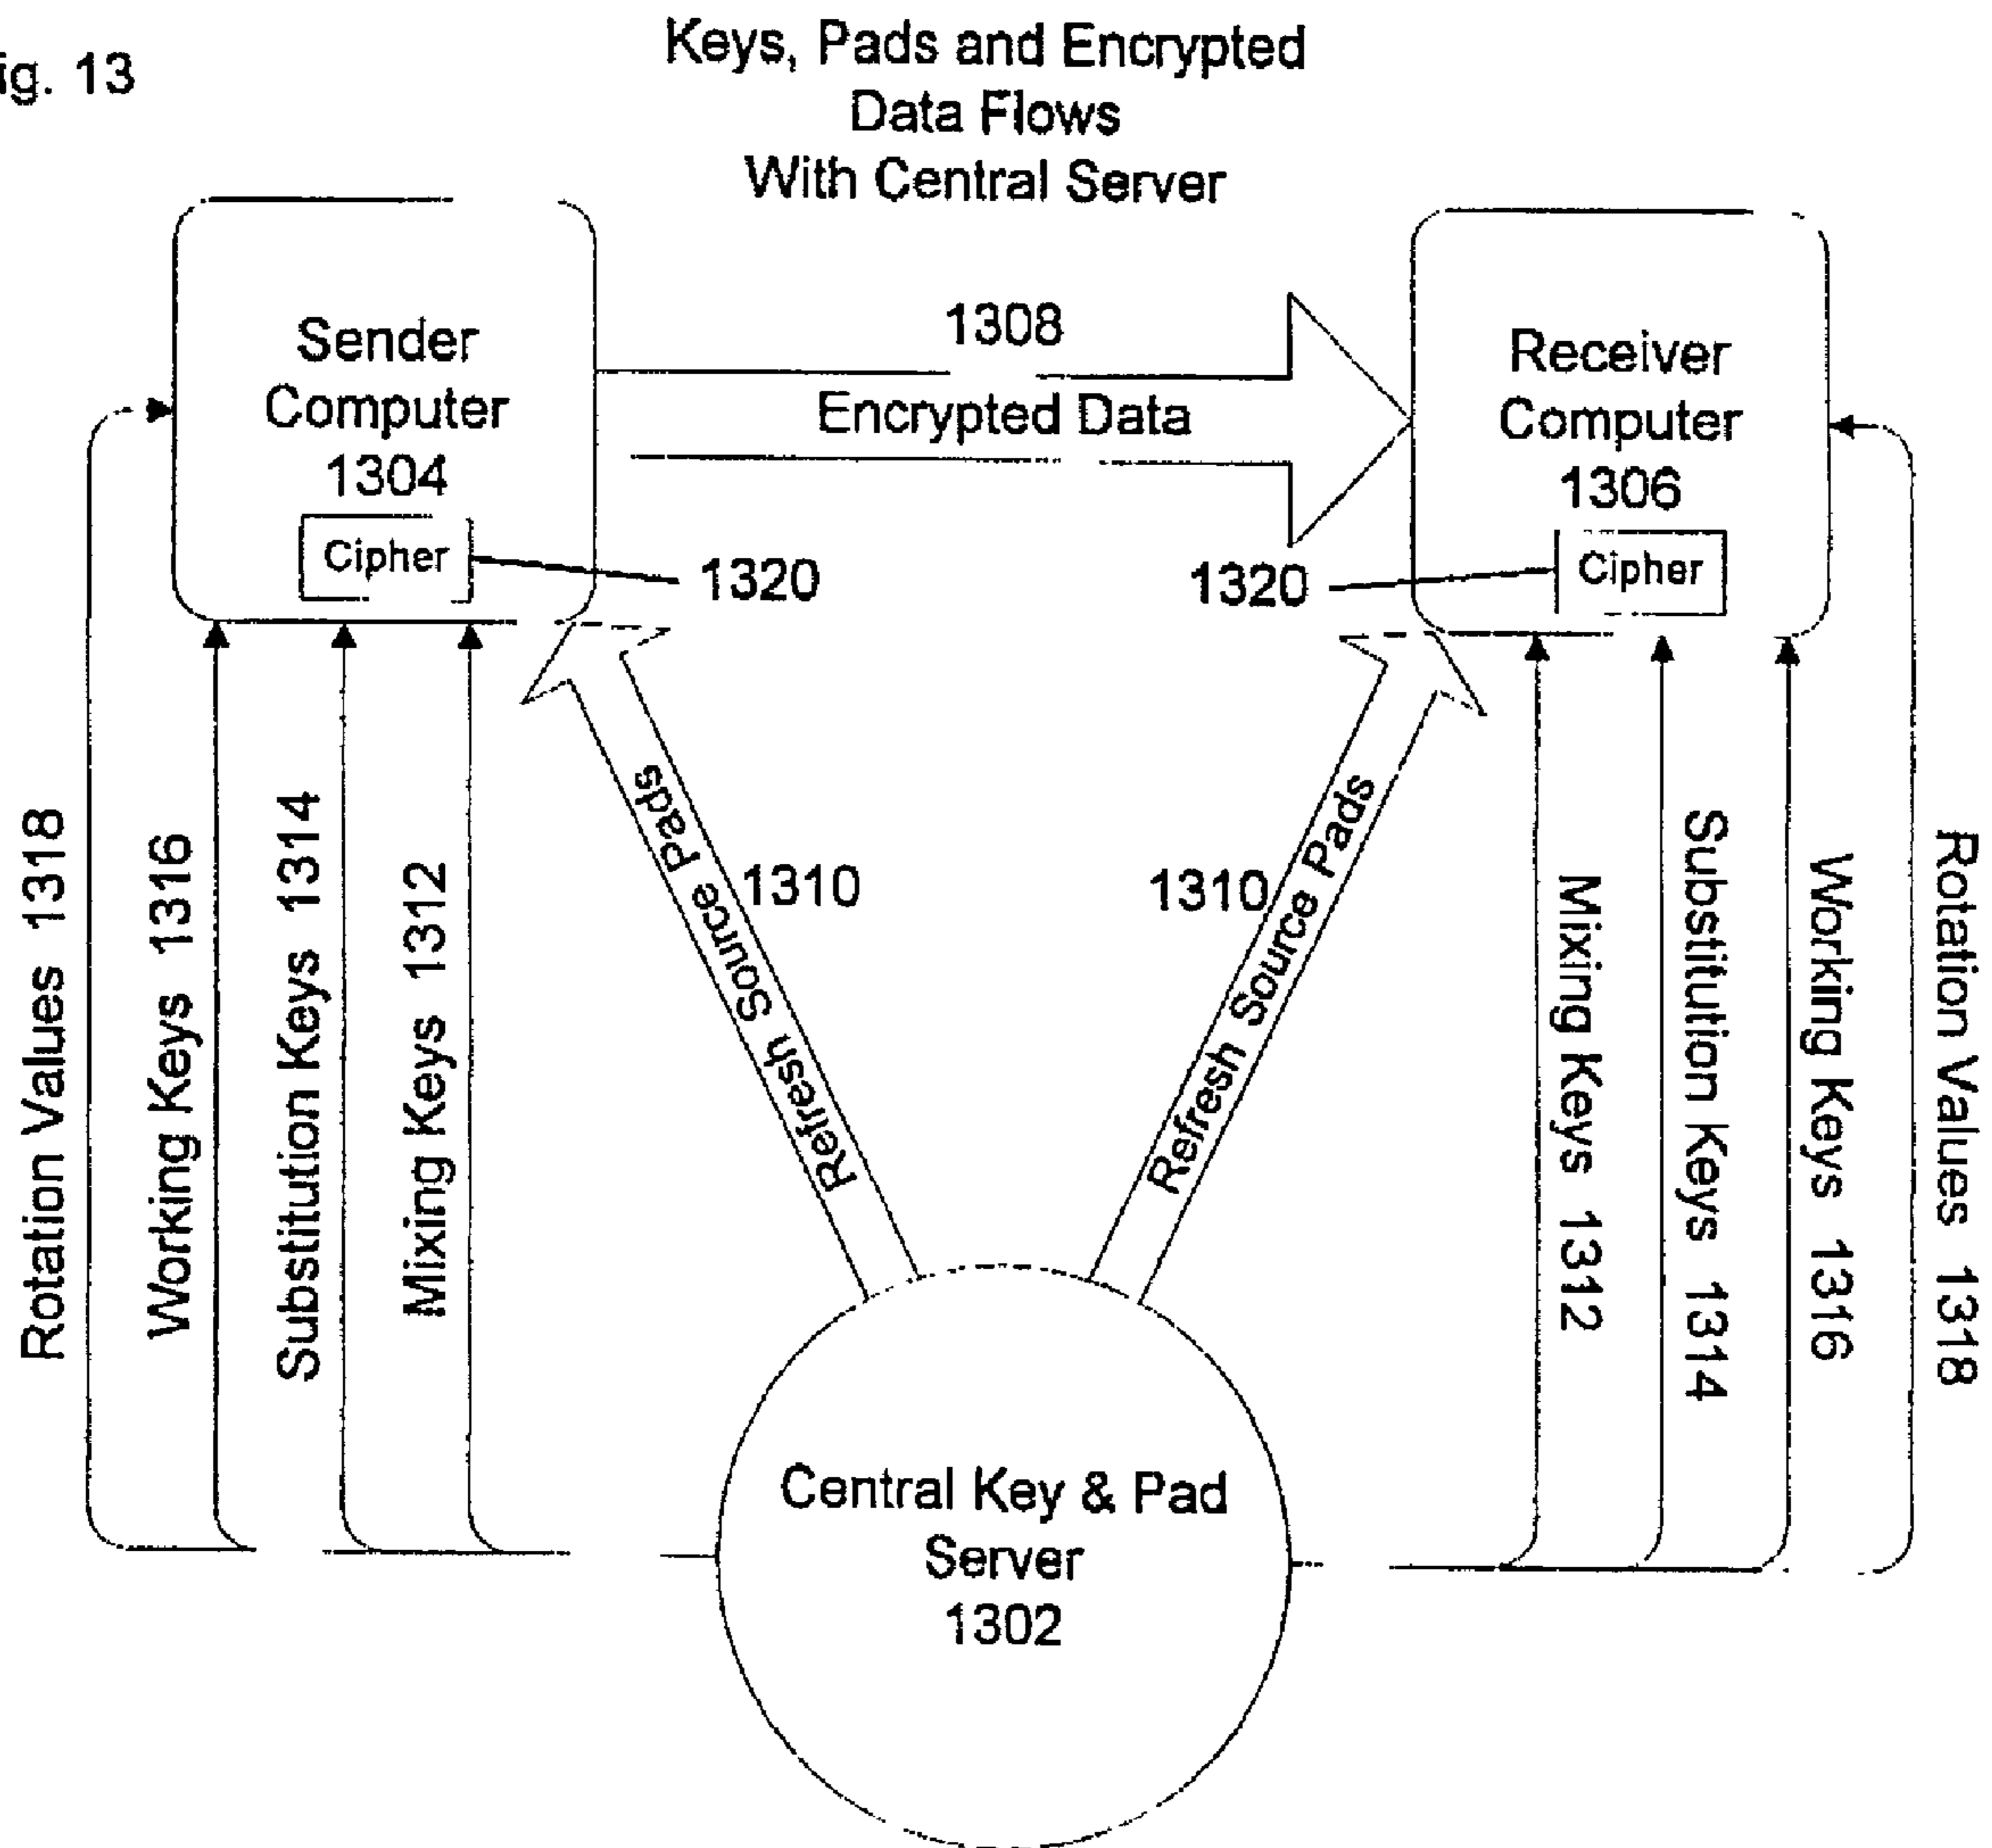 ig. 13
Keys, Pads and Encrypted
Data Flows
With Central Server
Sender
Computer
1304
Cipher
1320
1308
Encrypted Data
Receiver
Computer
1306
Cipher
1320
Rotation Values 1318
Working Keys 1316
Substitution Keys 1314
Mixing Keys 1312
Refresh Source Pads
1310
1310
Refresh Source Pads
Mixing Keys 1312
Substitution Keys 1314
Working Keys 1316
Rotation Values 1318
Central Key & Pad
Server
1302